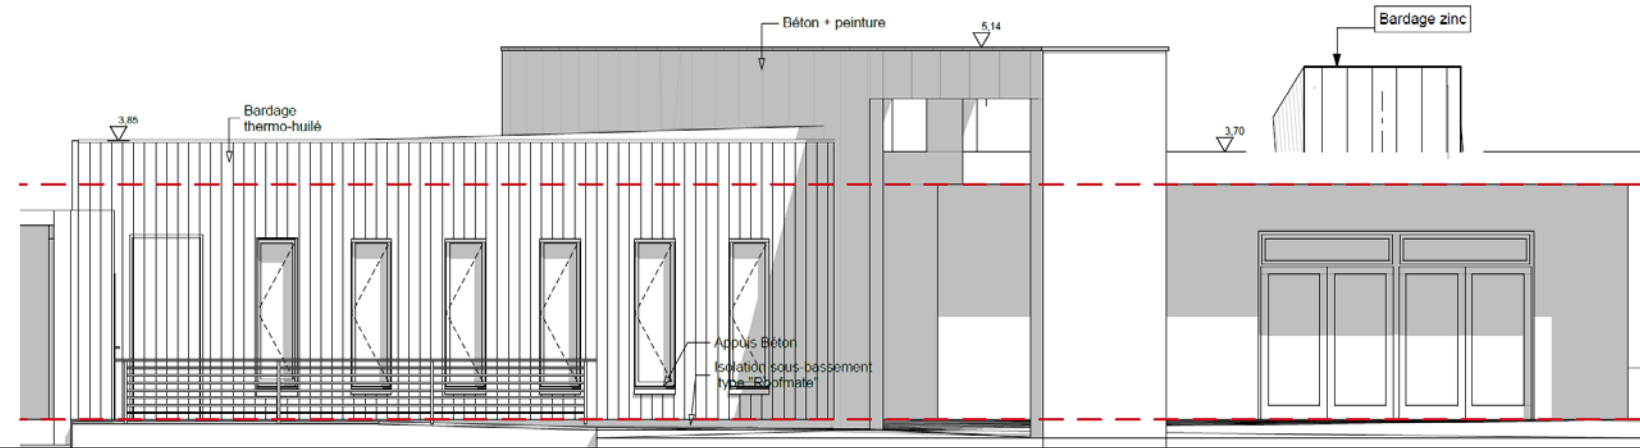 Bardage zinc
Béton + peinture
5,14
Bardage
thermo-huilé
3,85
3,70
Appuis Béton
Isolation sous-bassement
type "Roofmate"